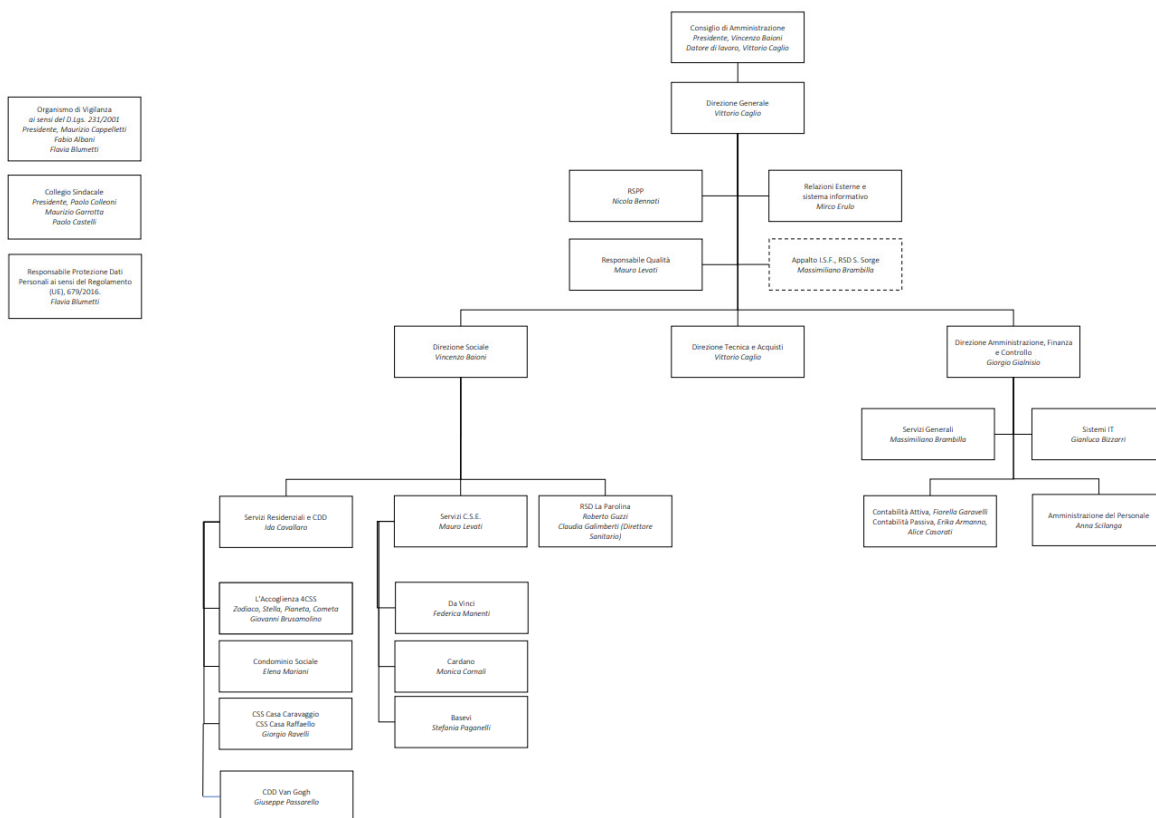 Consiglio di Amministrazione
Presidente, Vincenzo Baioni
Datore di lavoro, Vittorio Caglio
Direzione Generale
Vittorio Caglio
Organismo di Vigilanza
ai sensi del D.Lgs. 231/2001
Presidente, Maurizio Cappelletti
Fabio Albani
Flavia Blumetti
Collegio Sindacale
Presidente, Paolo Colleoni
Maurizio Garrotta
Paolo Castelli
Responsabile Protezione Dati
Personali ai sensi del Regolamento
(UE), 679/2016.
Flavia Blumetti
RSPP
Nicola Bennati
Relazioni Esterne e
sistema informativo
Mirco Erulo
Responsabile Qualità
Mauro Levati
Appalto I.S.F., RSD S. Sorge
Massimiliano Brambilla
Direzione Sociale
Vincenzo Baioni
Direzione Tecnica e Acquisti
Vittorio Caglio
Direzione Amministrazione, Finanza
e Controllo
Giorgio Gialnisio
Servizi Generali
Massimiliano Brambilla
Sistemi IT
Gianluca Bizzarri
Servizi Residenziali e CDD
Ida Cavallaro
Servizi C.S.E.
Mauro Levati
RSD La Parolina
Roberto Guzzi
Claudia Galimberti (Direttore
Sanitario)
Contabilità Attiva, Fiorella Garavelli
Contabilità Passiva, Erika Armanno,
Alice Casorati
Amministrazione del Personale
Anna Scilanga
L'Accoglienza 4CSS
Zodiaco, Stella, Pianeta, Cometa
Giovanni Brusamolino
Da Vinci
Federica Manenti
Condominio Sociale
Elena Mariani
Cardano
Monica Cornali
CSS Casa Caravaggio
CSS Casa Raffaello
Giorgio Ravelli
Basevi
Stefania Paganelli
CDD Van Gogh
Giuseppe Passarello